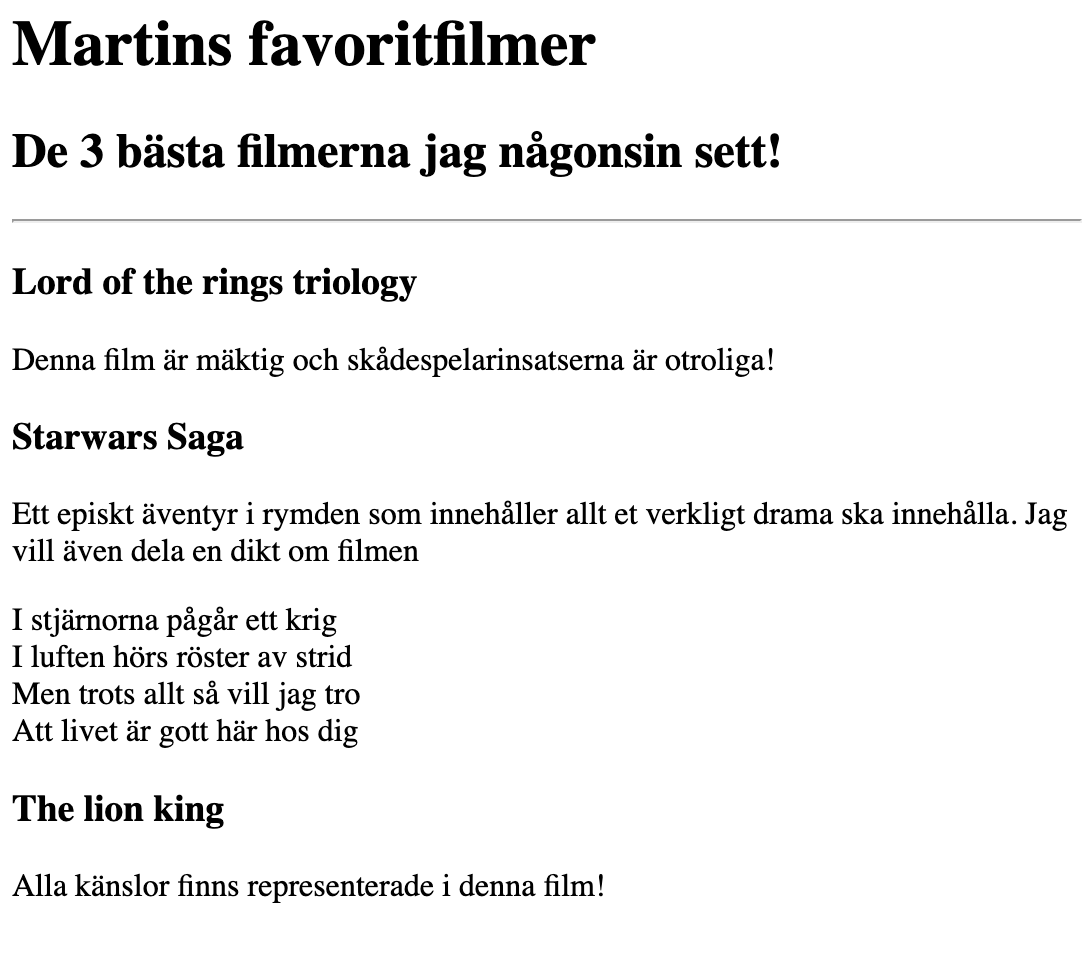 Martins favoritfilmer
De 3 bästa filmerna jag någonsin sett!
Lord of the rings triology
Denna film är mäktig och skådespelarinsatserna är otroliga!
Starwars Saga
Ett episkt äventyr i rymden som innehåller allt et verkligt drama ska innehålla. Jag
vill även dela en dikt om filmen
I stjärnorna pågår ett krig
I luften hörs röster av strid
Men trots allt så vill jag tro
Att livet är gott här hos dig
The lion king
Alla känslor finns representerade i denna film!